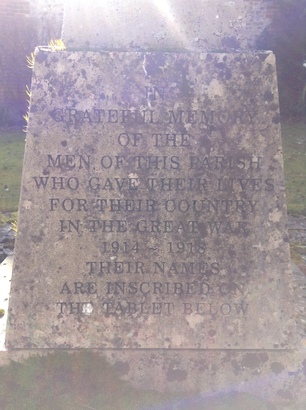 IN
GRATEFUL MEMORY
OF THE
MEN OF THIS PARISH
WHO GAVE THEIR LIVES
FOR THEIR COUNTRY
IN THE GREAT WAR
1914 - 1918
THEIR NAMES
ARE INSCRIBED ON
THE TABLET BELOW